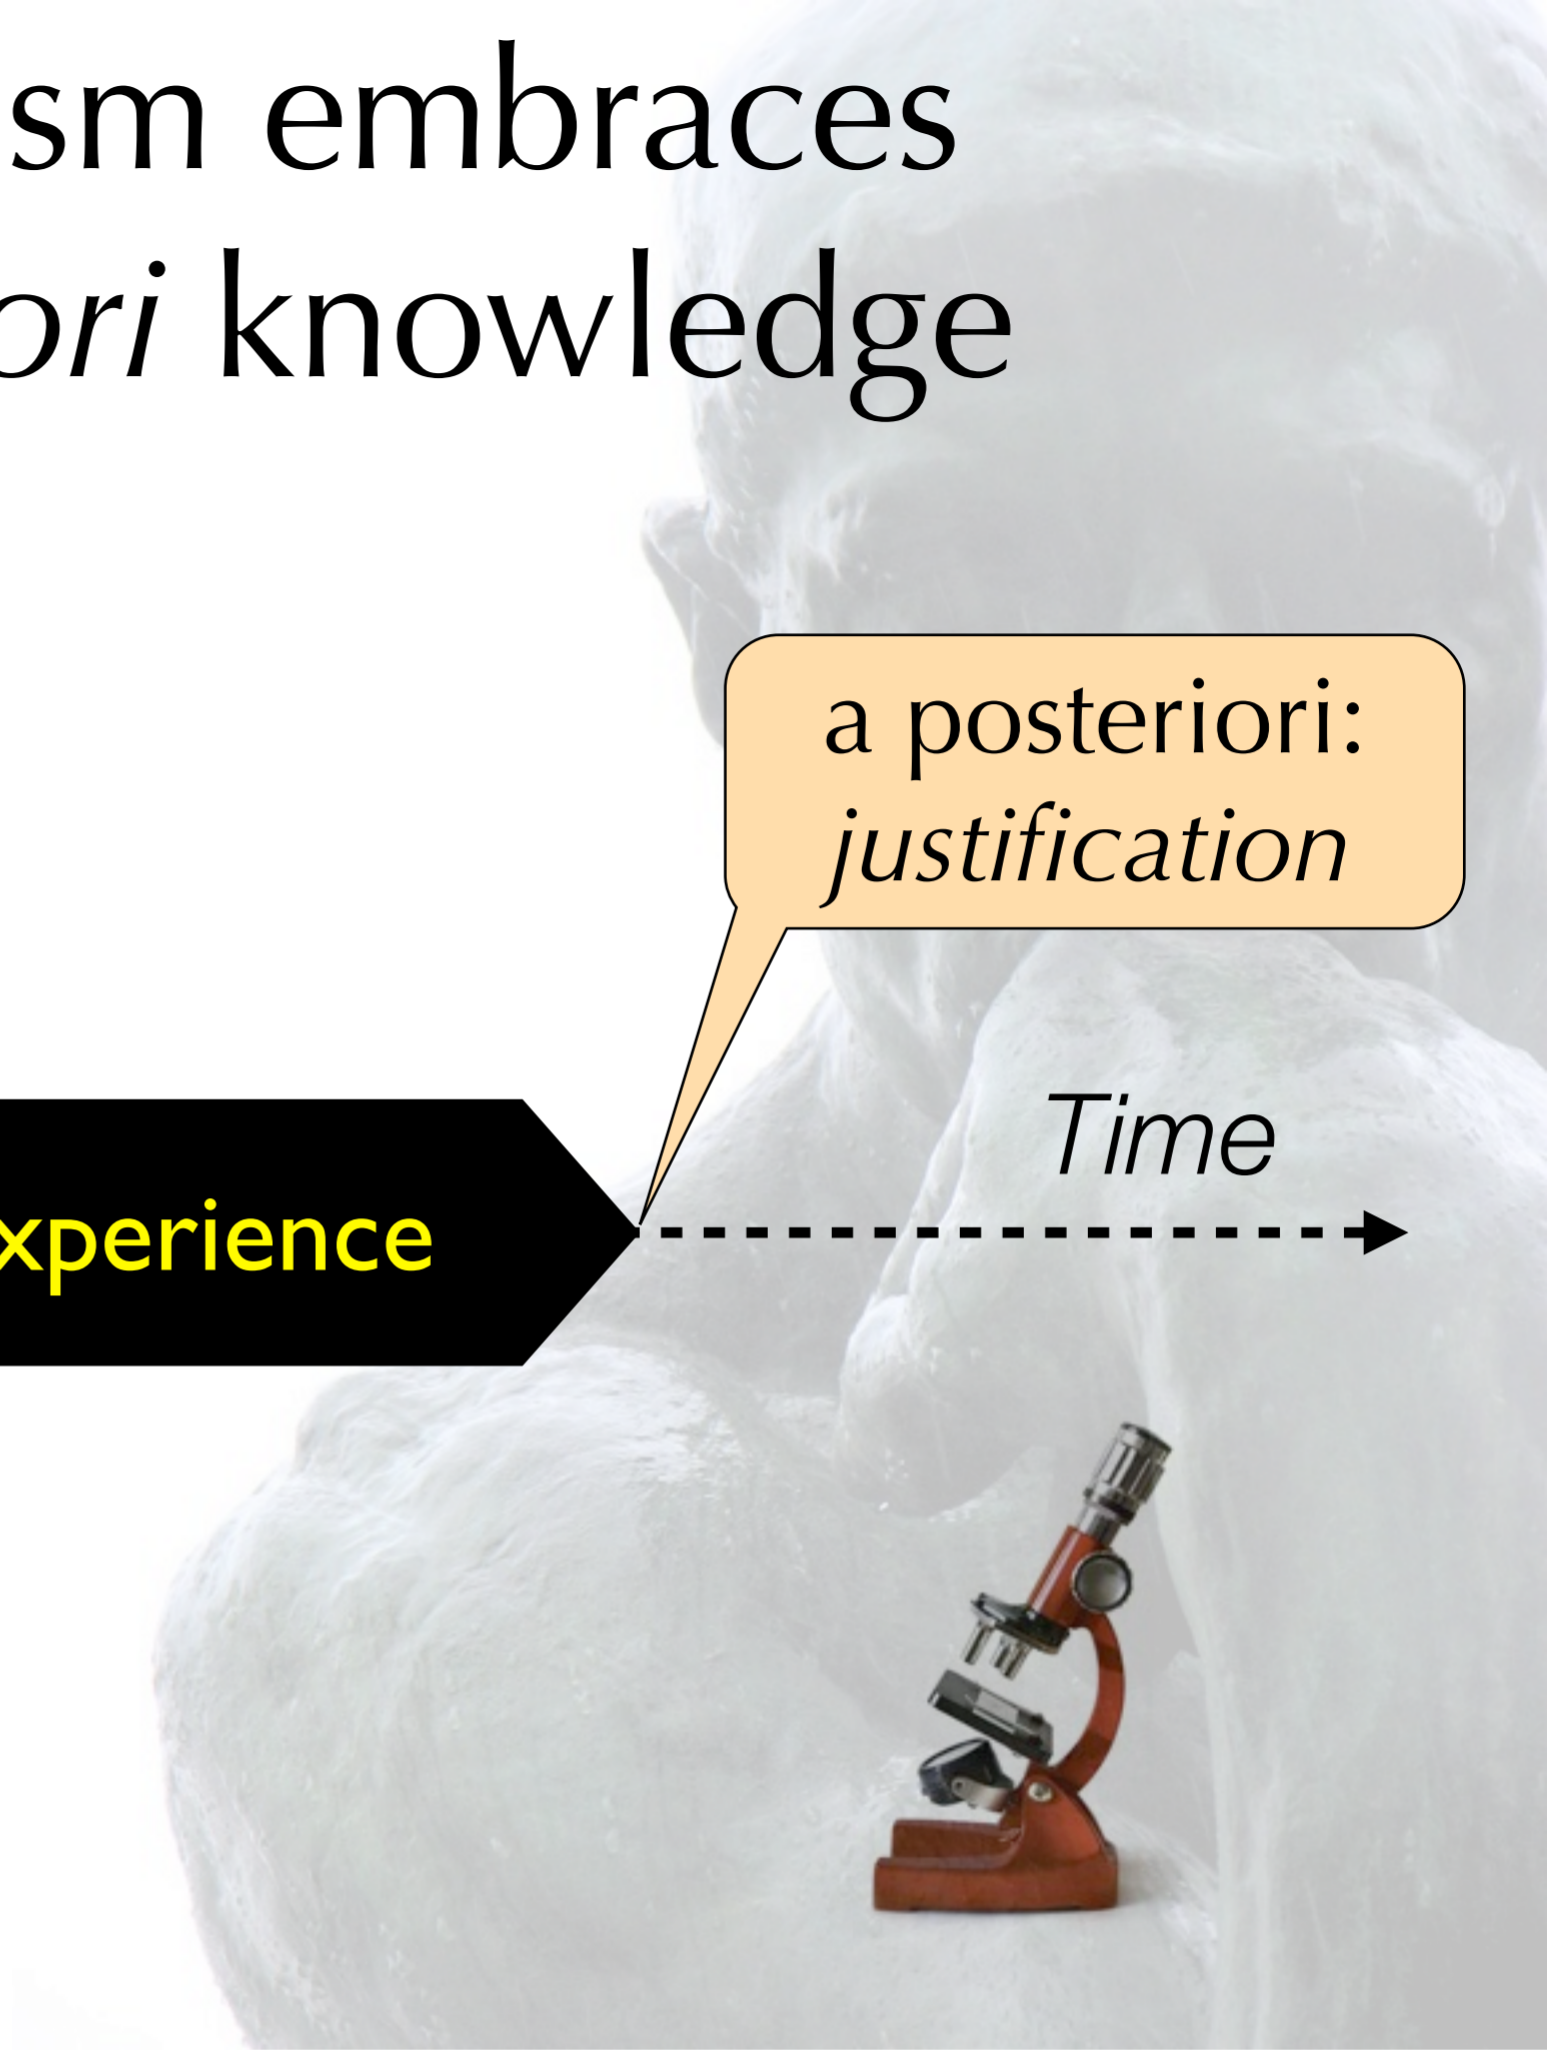 sm embraces
ori knowledge
a posteriori:
justification
Time
xperience